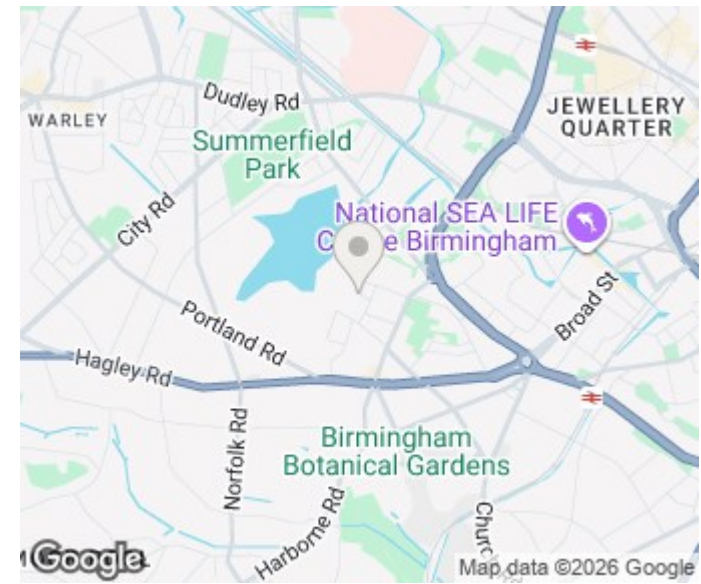 Dudley Rd
WARLEY
JEWELLERY
QUARTER
Summerfield
Park
City Rd
National SEA LIFE
Birmingham
Broad St
Portland Rd
Hagley Rd
Norfolk Rd
Birmingham
Botanical Gardens
Harborne Rd
Google
Map data ©2026 Google